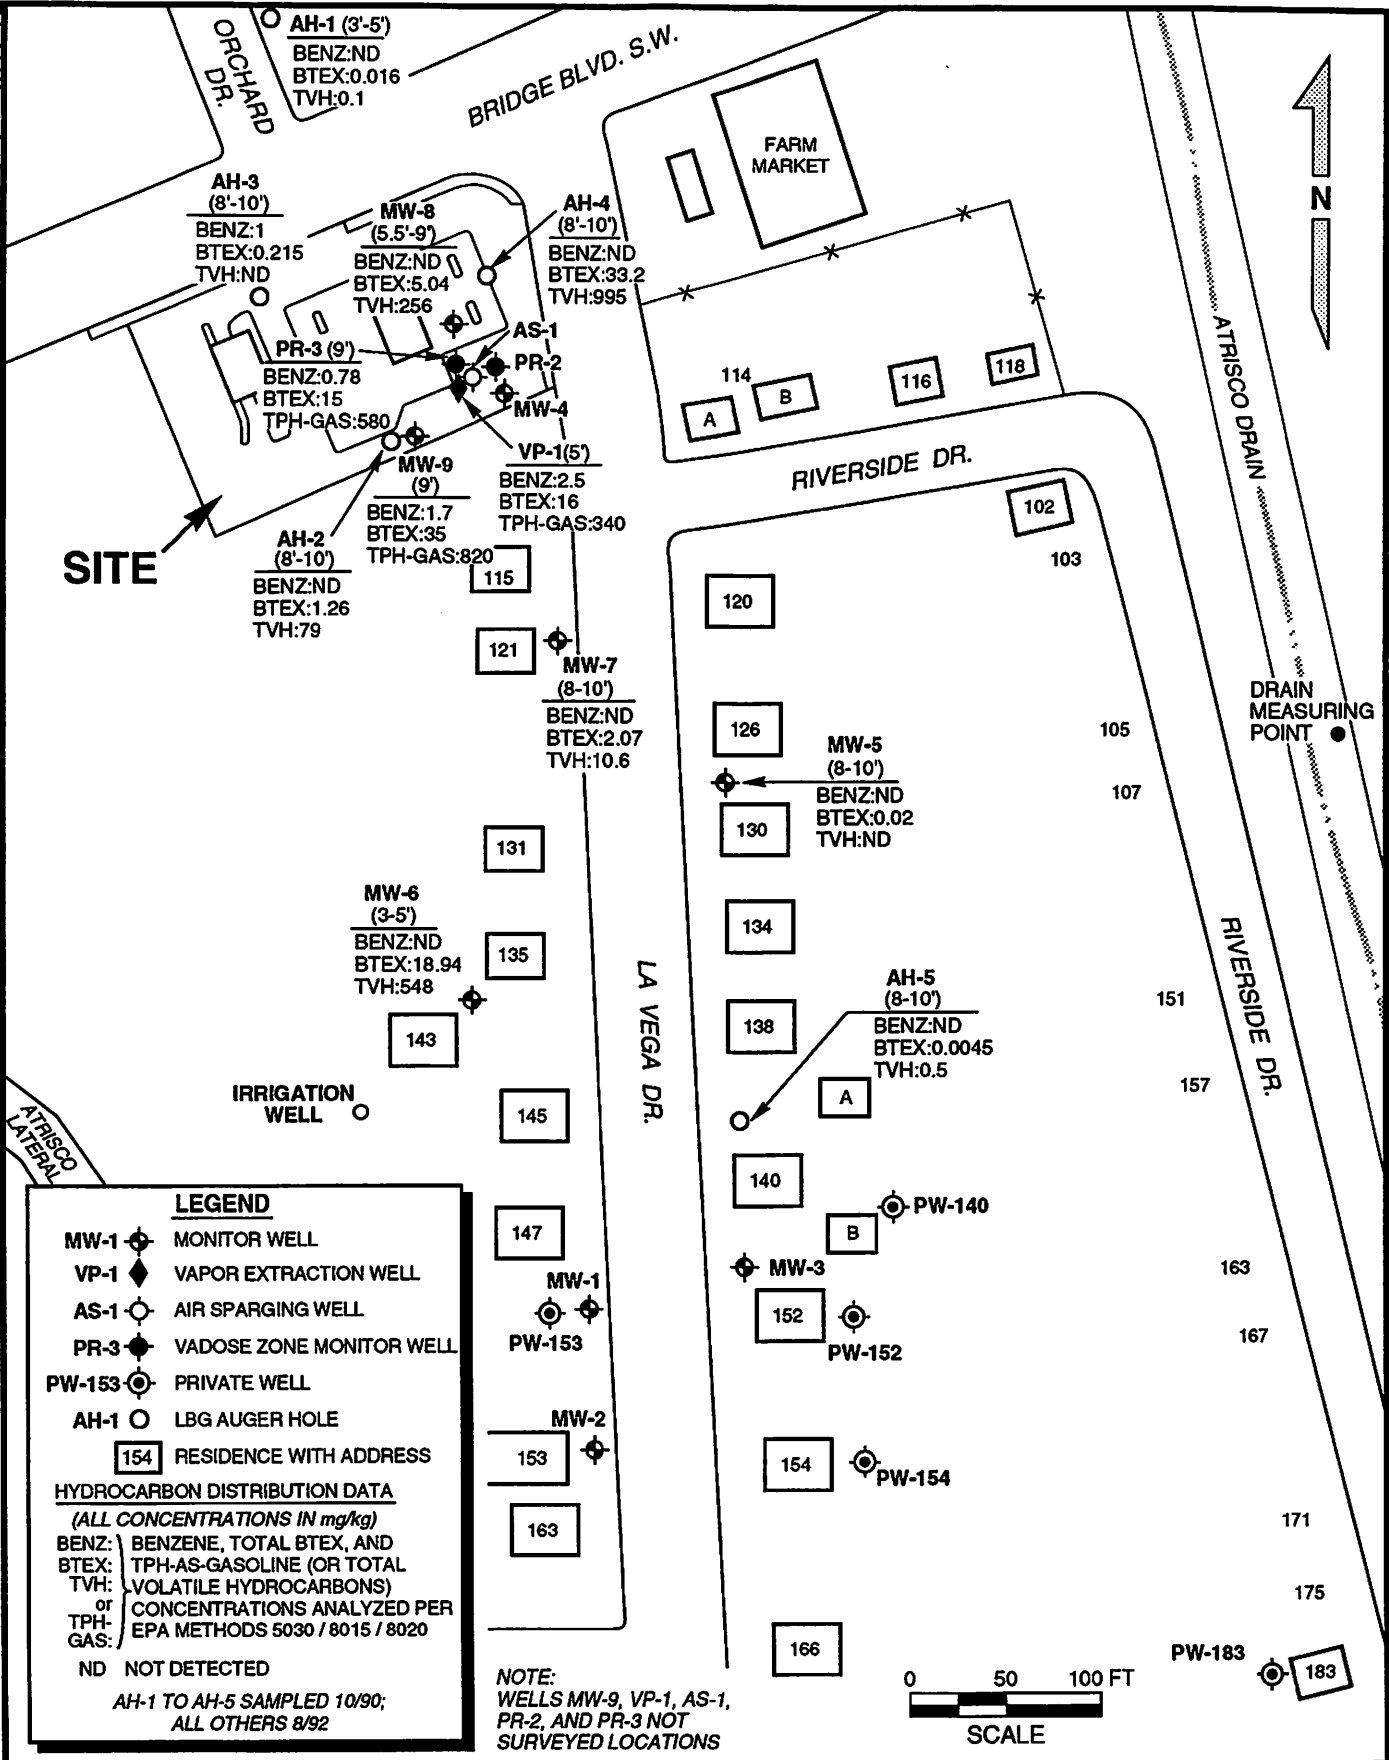 AH-1 (3'-5')
BENZ:ND
BTEX:0.016
TVH:0.1
ORCHARD
DR.
BRIDGE BLVD. S.W.
FARM
MARKET
N
AH-3
(8'-10')
BENZ:1
BTEX:0.215
TVH:ND
MW-8
(5.5'-9')
BENZ:ND
BTEX:5.04
TVH:256
AH-4
(8'-10')
BENZ:ND
BTEX:33.2
TVH:995
AS-1
PR-2
MW-4
PR-3 (9')
BENZ:0.78
BTEX:15
TPH-GAS:580
VP-1(5')
BENZ:2.5
BTEX:16
TPH-GAS:340
MW-9
(9')
BENZ:1.7
BTEX:35
TPH-GAS:820
AH-2
(8'-10')
BENZ:ND
BTEX:1.26
TVH:79
SITE
114
A
B
116
118
RIVERSIDE DR.
ATRISCO DRAIN
102
103
115
120
121
MW-7
(8-10')
BENZ:ND
BTEX:2.07
TVH:10.6
126
MW-5
(8-10')
BENZ:ND
BTEX:0.02
TVH:ND
105
107
DRAIN
MEASURING
POINT
130
131
MW-6
(3-5')
BENZ:ND
BTEX:18.94
TVH:548
134
135
138
143
LA VEGA DR.
AH-5
(8-10')
BENZ:ND
BTEX:0.0045
TVH:0.5
151
157
RIVERSIDE DR.
IRRIGATION
WELL
ATRISCO
LATERAL
145
A
140
PW-140
B
147
MW-1
PW-153
MW-3
152
PW-152
163
167
MW-2
153
154
PW-154
163
171
175
166
PW-183
183
LEGEND
MW-1 MONITOR WELL
VP-1 VAPOR EXTRACTION WELL
AS-1 AIR SPARGING WELL
PR-3 VADOSE ZONE MONITOR WELL
PW-153 PRIVATE WELL
AH-1 LBG AUGER HOLE
154 RESIDENCE WITH ADDRESS
HYDROCARBON DISTRIBUTION DATA
(ALL CONCENTRATIONS IN mg/kg)
BENZ: BENZENE, TOTAL BTEX, AND
BTEX: TPH-AS-GASOLINE (OR TOTAL
TVH: VOLATILE HYDROCARBONS)
or CONCENTRATIONS ANALYZED PER
TPH- EPA METHODS 5030 / 8015 / 8020
GAS:
ND NOT DETECTED
AH-1 TO AH-5 SAMPLED 10/90;
ALL OTHERS 8/92
NOTE:
WELLS MW-9, VP-1, AS-1,
PR-2, AND PR-3 NOT
SURVEYED LOCATIONS
0 50 100 FT
SCALE